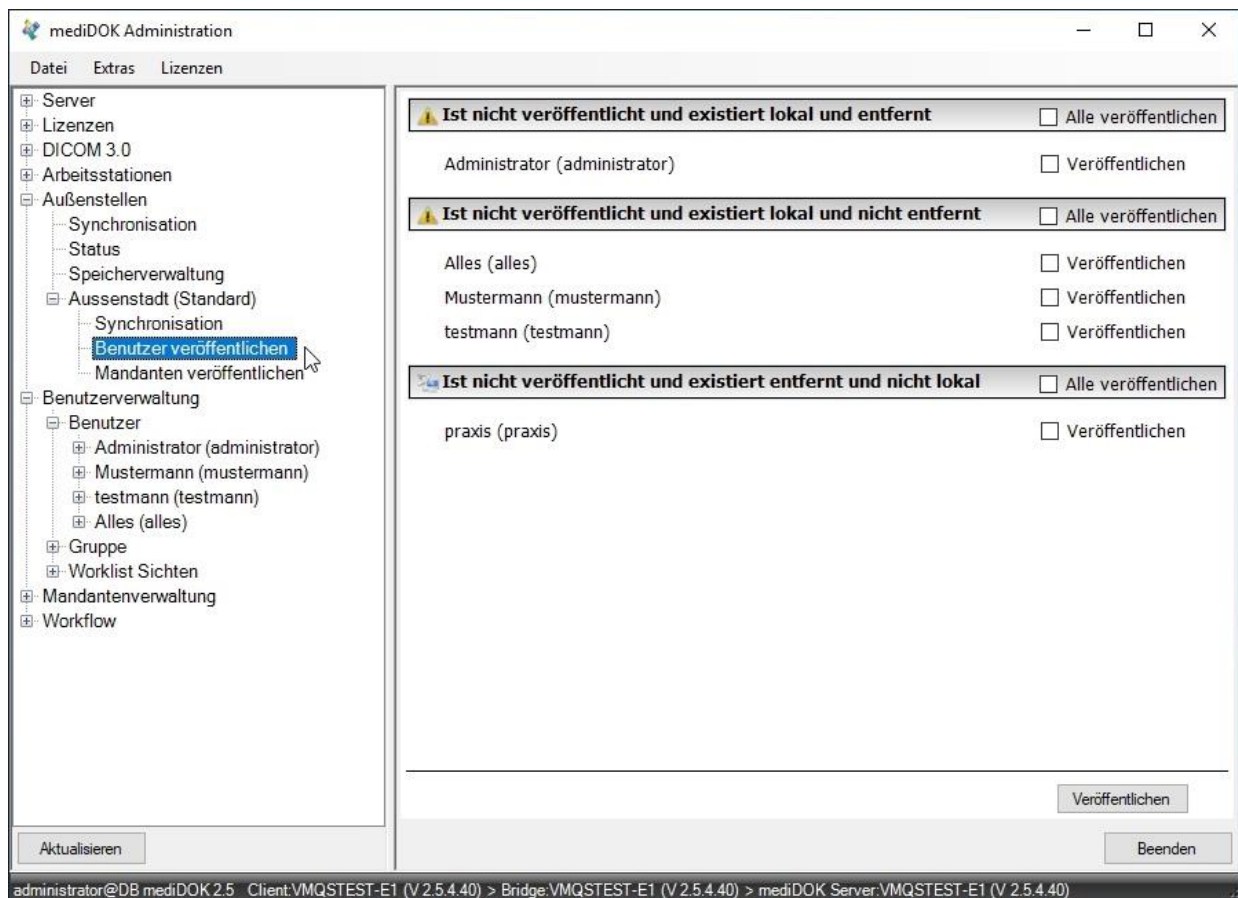 mediDOK Administration
Datei Extras Lizenzen
Server
Lizenzen
DICOM 3.0
Arbeitsstationen
Außenstellen
Synchronisation
Status
Speicherverwaltung
Aussenstadt (Standard)
Synchronisation
Benutzer veröffentlichen
Mandanten veröffentlichen
Benutzerverwaltung
Benutzer
Administrator (administrator)
Mustermann (mustermann)
testmann (testmann)
Alles (alles)
Gruppe
Worklist Sichten
Mandantenverwaltung
Workflow
Aktualisieren
Ist nicht veröffentlicht und existiert lokal und entfernt Alle veröffentlichen
Administrator (administrator) Veröffentlichen
Ist nicht veröffentlicht und existiert lokal und nicht entfernt Alle veröffentlichen
Alles (alles) Veröffentlichen
Mustermann (mustermann) Veröffentlichen
testmann (testmann) Veröffentlichen
Ist nicht veröffentlicht und existiert entfernt und nicht lokal Alle veröffentlichen
praxis (praxis) Veröffentlichen
Veröffentlichen
Beenden
administrator@DB mediDOK 2.5 Client:VMQSTEST-E1 (V 2.5.4.40) > Bridge:VMQSTEST-E1 (V 2.5.4.40) > mediDOK Server:VMQSTEST-E1 (V 2.5.4.40)